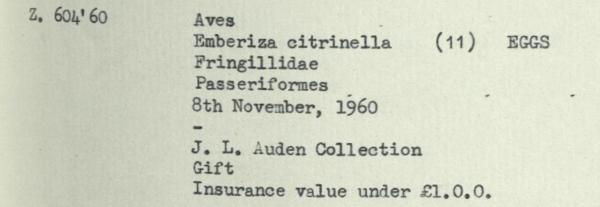 Z. 604'60 Aves
Emberiza citrinella (11) EGGS
Fringillidae
Passeriformes
8th November, 1960
-
J. L. Auden Collection
Gift
Insurance value under £1.0.0.